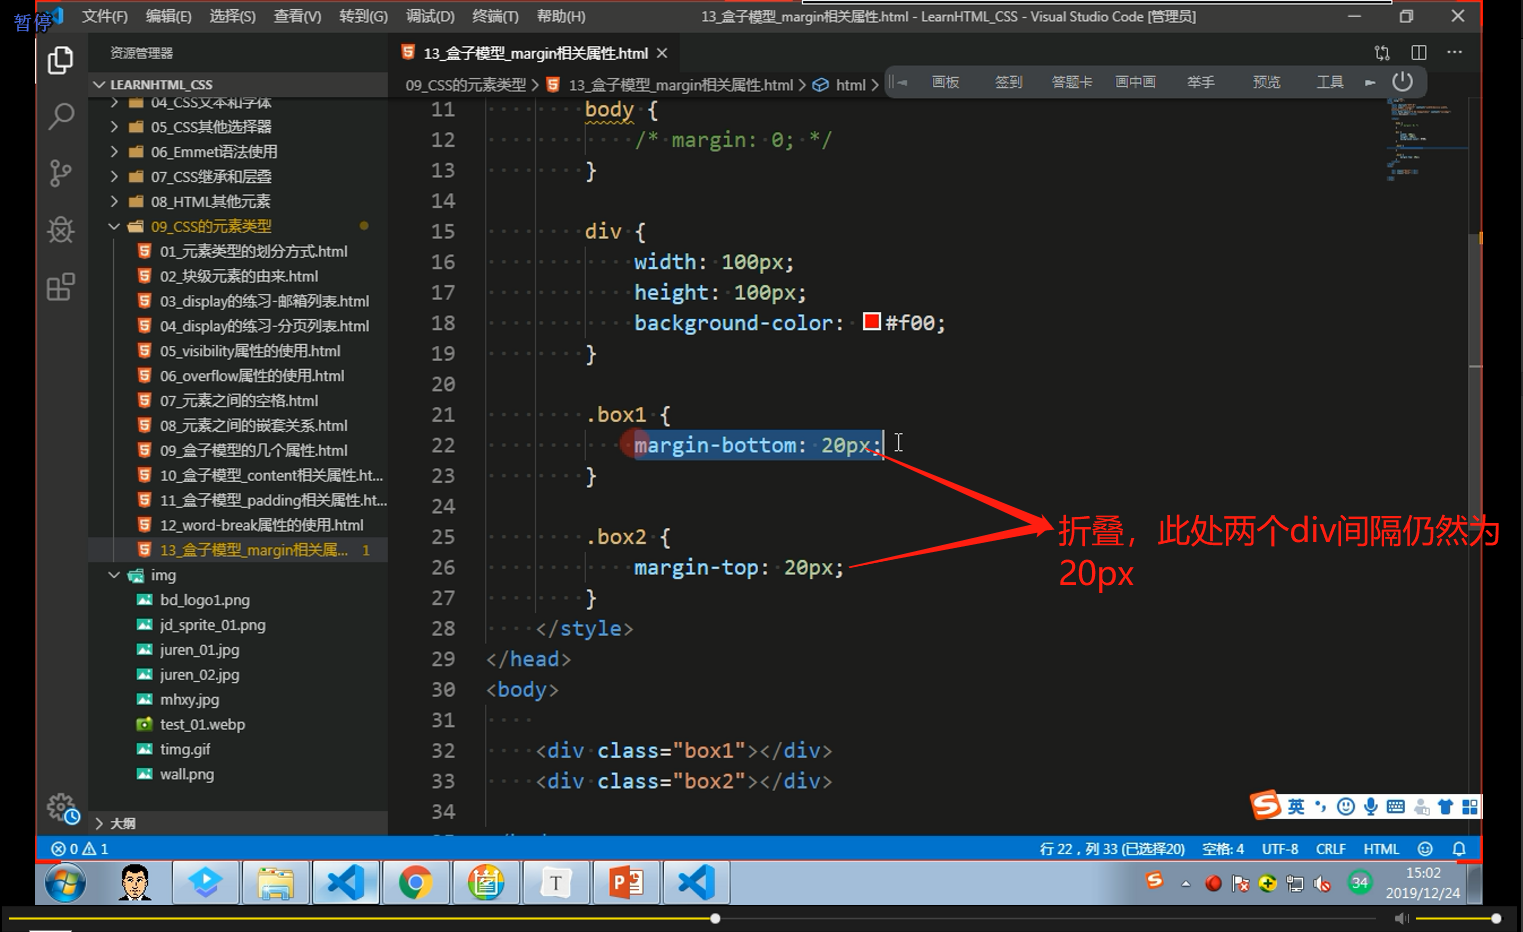 暂停
文件(F) 编辑(E) 选择(S) 查看(V) 转到(G) 调试(D) 终端(T) 帮助(H) 13_盒子模型_margin相关属性.html - LearnHTML_CSS - Visual Studio Code [管理员]
资源管理器
13_盒子模型_margin相关属性.html
LEARNHTML_CSS
09_CSS的元素类型 > 13_盒子模型_margin相关属性.html > html >
画板 签到 答题卡 画中画 举手 预览 工具
04_CSS文本和字体
05_CSS其他选择器
06_Emmet语法使用
07_CSS继承和层叠
08_HTML其他元素
09_CSS的元素类型
01_元素类型的划分方式.html
02_块级元素的由来.html
03_display的练习-邮箱列表.html
04_display的练习-分页列表.html
05_visibility属性的使用.html
06_overflow属性的使用.html
07_元素之间的空格.html
08_元素之间的嵌套关系.html
09_盒子模型的几个属性.html
10_盒子模型_content相关属性.ht...
11_盒子模型_padding相关属性.ht...
12_word-break属性的使用.html
13_盒子模型_margin相关属... 1
img
bd_logo1.png
jd_sprite_01.png
juren_01.jpg
juren_02.jpg
mhxy.jpg
test_01.webp
timg.gif
wall.png
大纲
11 body {
12 /* margin: 0; */
13 }
14
15 div {
16 width: 100px;
17 height: 100px;
18 background-color: #f00;
19 }
20
21 .box1 {
22 margin-bottom: 20px;
23 }
24
25 .box2 {
26 margin-top: 20px;
27 }
28 </style>
29 </head>
30 <body>
31
32 <div class="box1"></div>
33 <div class="box2"></div>
34
折叠，此处两个div间隔仍然为
20px
英
0 1 行 22，列 33 (已选择20) 空格: 4 UTF-8 CRLF HTML
34
15:02
2019/12/24